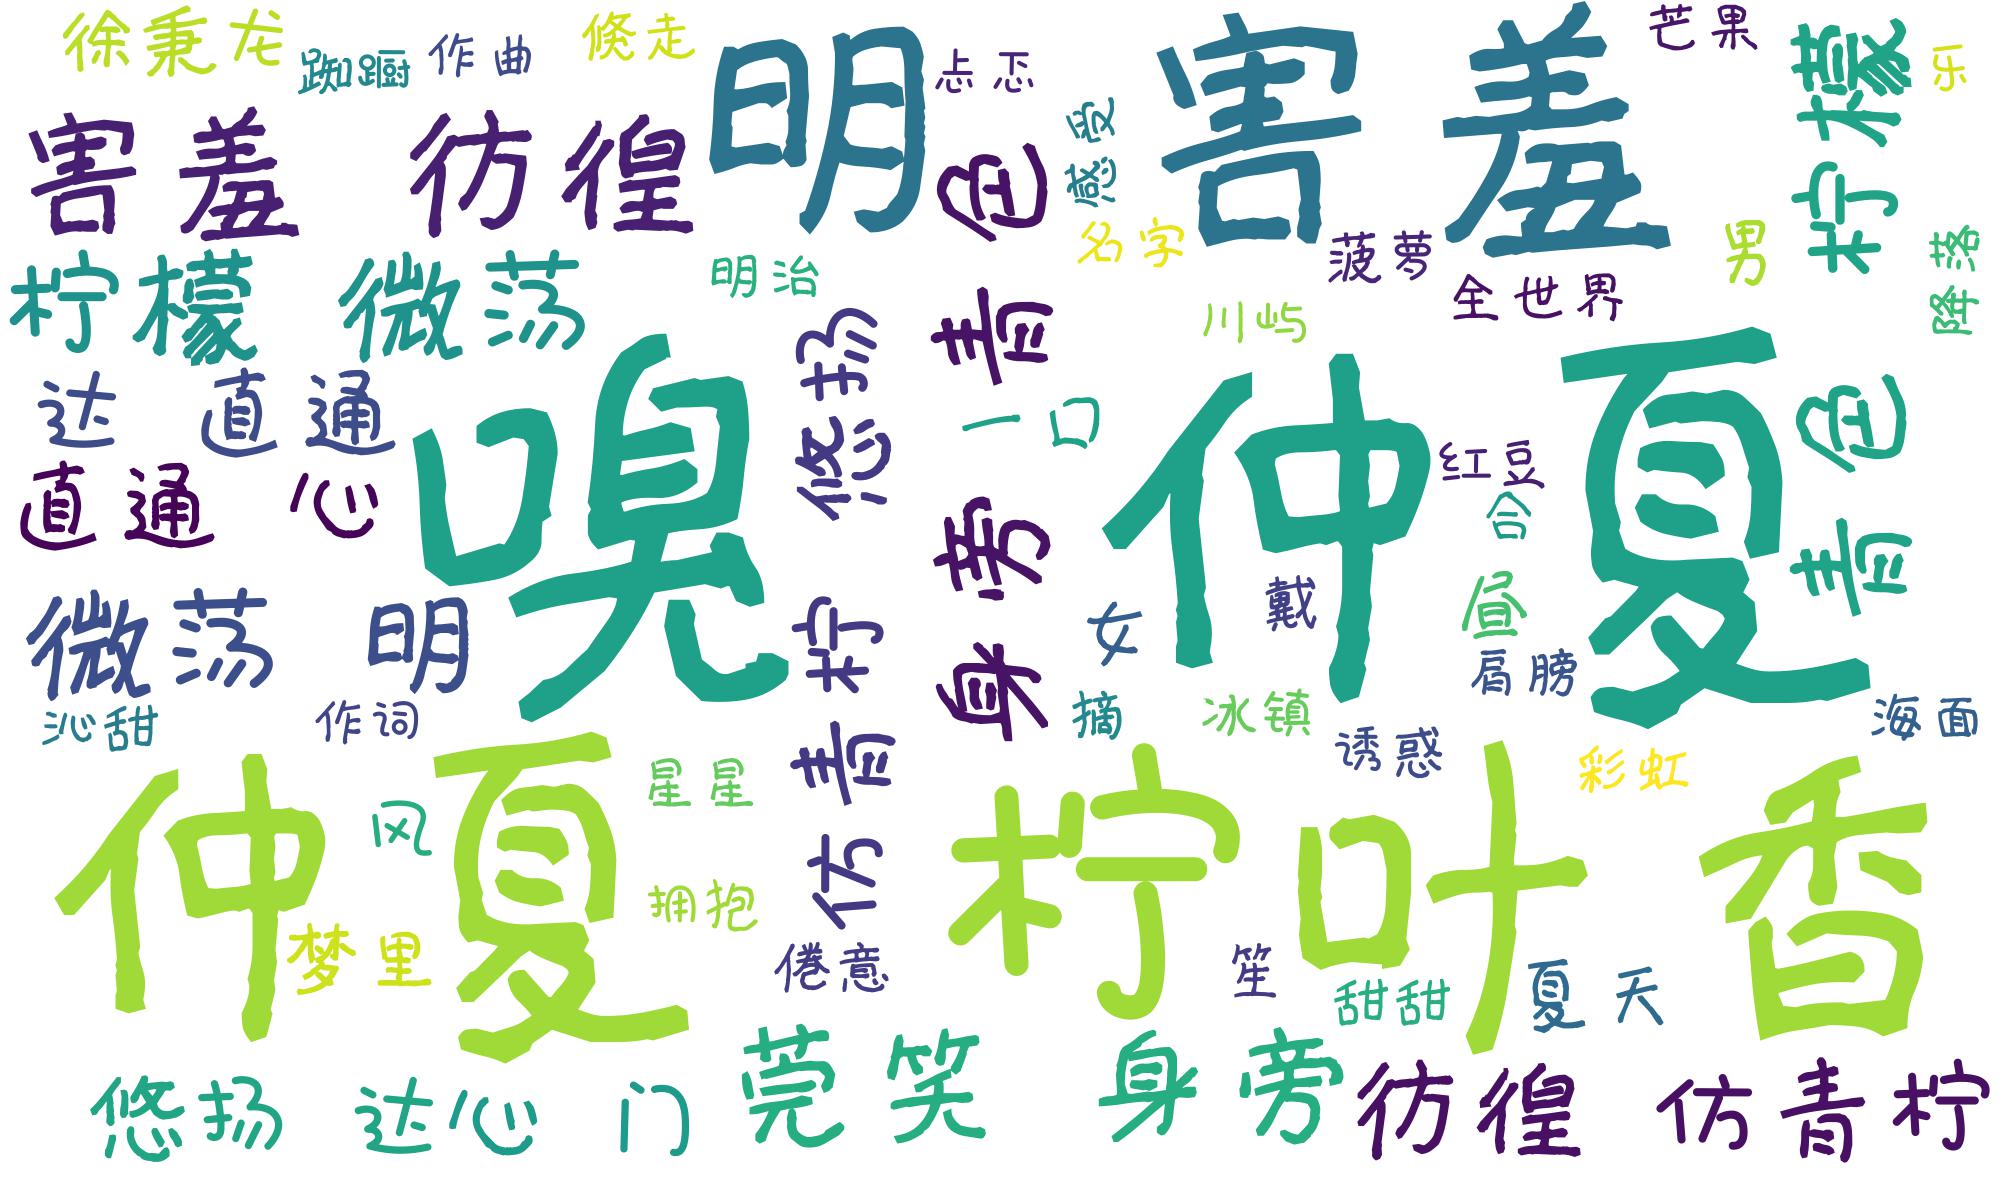 徐秉龙
踟蹰
作曲
倏走
明
忐忑
害羞
芒果
柠檬
乐
害羞
彷徨
青色
感受
名字
菠萝
全世界
男
降落
柠檬
微荡
明治
悠扬
川屿
达 直通
一口
仲夏
青色
红豆
合
直通 心
嗅
身旁
戴
昼
女
肩膀
微荡 明
仿青柠
沁甜
作词
摘
冰镇
诱惑
海面
彩虹
仲夏
风
星星
柠叶香
拥抱
梦里
倦意
笙
甜甜
夏天
悠扬
达心 门
莞笑
身旁
彷徨
仿青柠